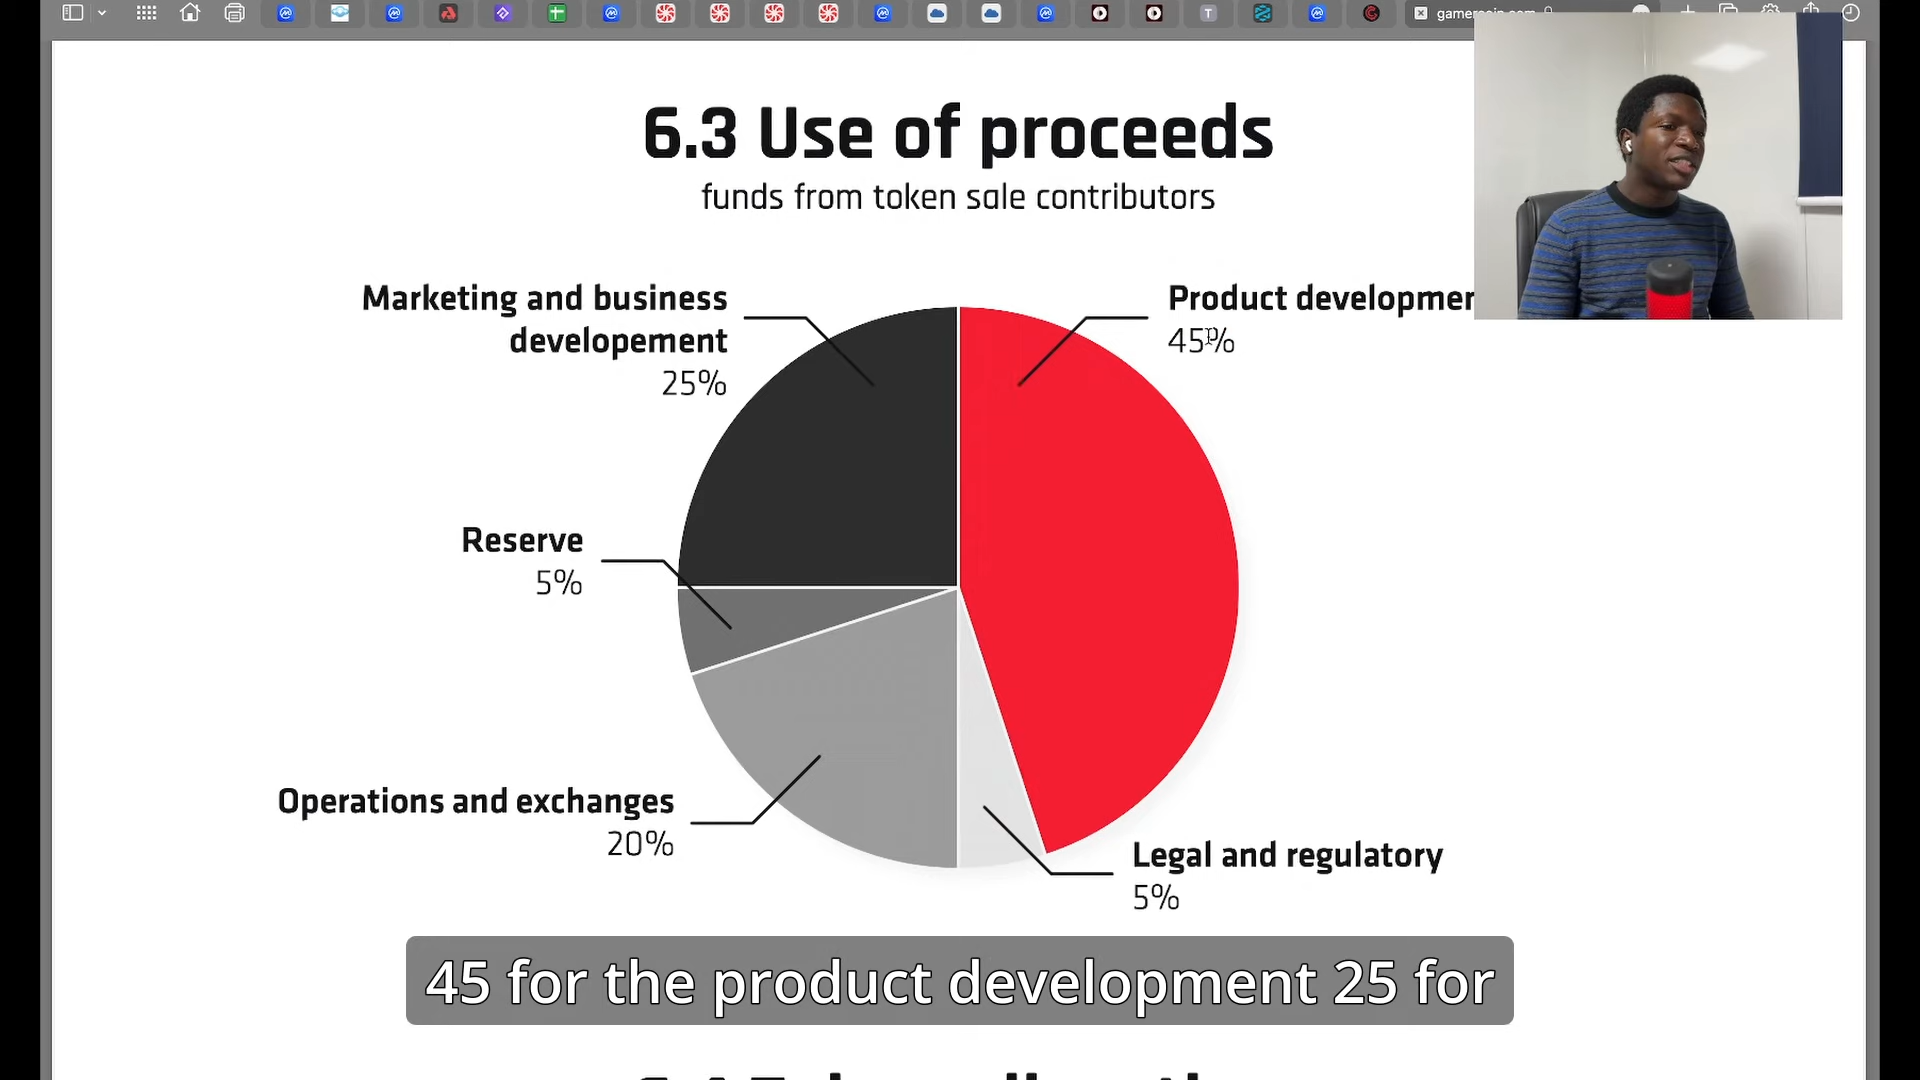 6.3 Use of proceeds
funds from token sale contributors
Marketing and business
developement
25%
Product
45%
Reserve
5%
Operations and exchanges
20%
Legal and regulatory
5%
45 for the product development 25 for